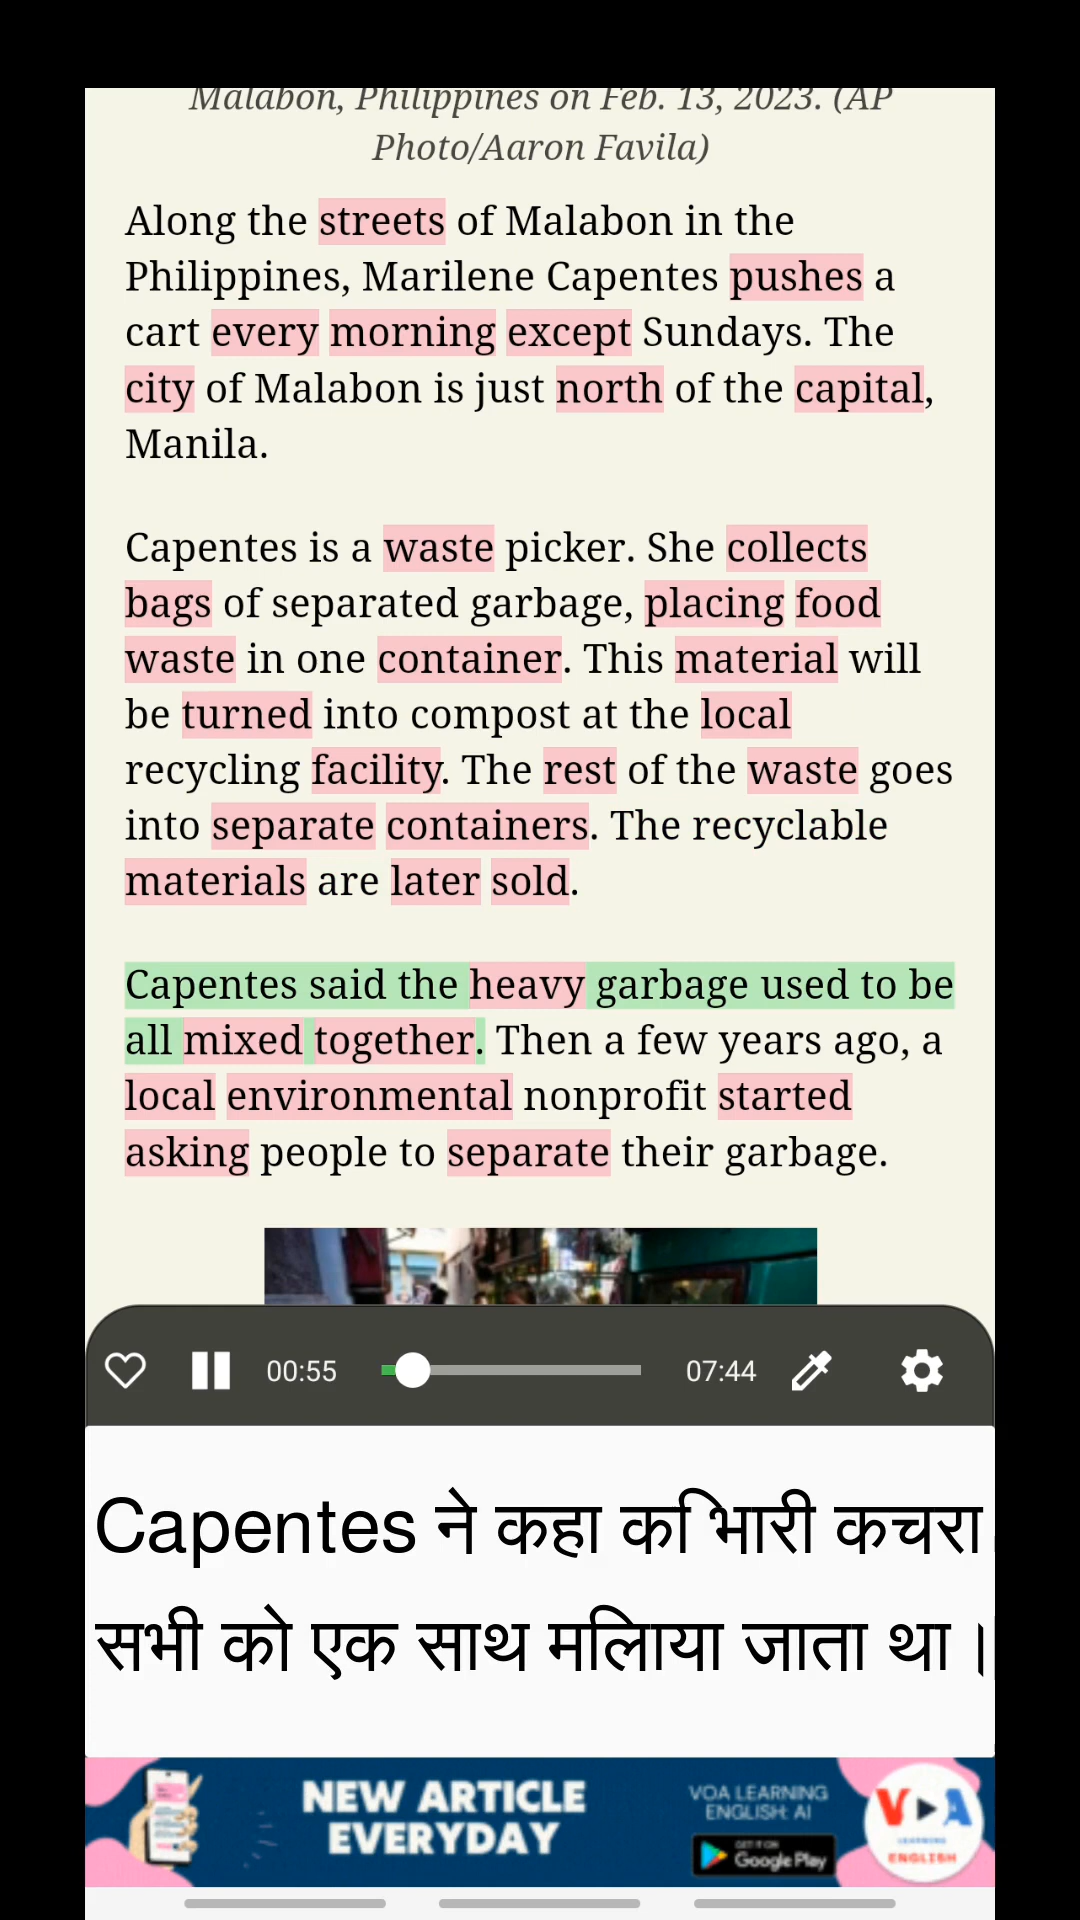 Malabon, Philippines on Feb. 13, 2023. (AP
Photo/Aaron Favila)
Along the streets of Malabon in the
Philippines, Marilene Capentes pushes a
cart every morning except Sundays. The
city of Malabon is just north of the capital,
Manila.
Capentes is a waste picker. She collects
bags of separated garbage, placing food
waste in one container. This material will
be turned into compost at the local
recycling facility. The rest of the waste goes
into separate containers. The recyclable
materials are later sold.
Capentes said the heavy garbage used to be
all mixed together. Then a few years ago, a
local environmental nonprofit started
asking people to separate their garbage.
00:55
07:44
Capentes ने कहा कि भारी कचरा
सभी को एक साथ मिलाया जाता था।
NEW ARTICLE
EVERYDAY
VOA LEARNING
ENGLISH: AI
GET IT ON
Google Play
VOA
LEARNING
ENGLISH